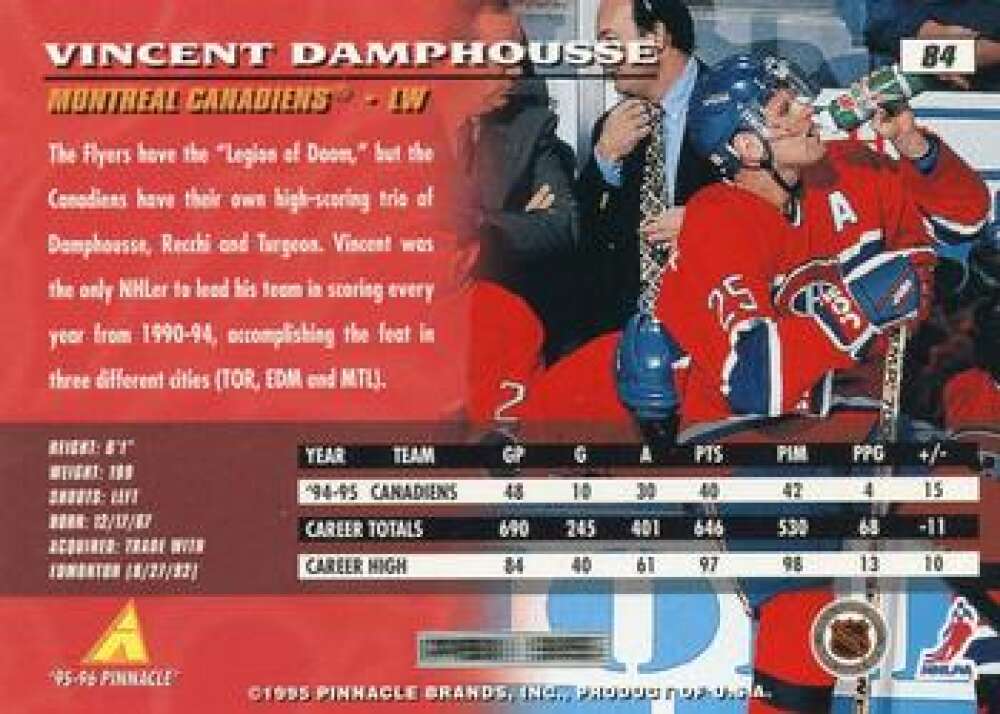 VINCENT DAMPHOUSSE
84
MONTREAL CANADIENS - LW
The Flyers have the "Legion of Doom," but the
Canadiens have their own high-scoring trio of
Damphousse, Recchi and Turgeon. Vincent was
the only NHLer to lead his team in scoring every
year from 1990-94, accomplishing the feat in
three different cities (TOR, EDM and MTL).
A
25
2
HEIGHT: 6'1"
WEIGHT: 199
SHOOTS: LEFT
BORN: 12/17/67
ACQUIRED: TRADE WITH
EDMONTON (8/27/92)
YEAR TEAM GP G A PTS PIM PPG +/-
'94-95 CANADIENS 48 10 30 40 42 4 15
CAREER TOTALS 690 245 401 646 530 68 -11
CAREER HIGH 84 40 61 97 98 13 10
'95-96 PINNACLE
NHLPA
©1995 PINNACLE BRANDS, INC., PRODUCT OF U.S.A.